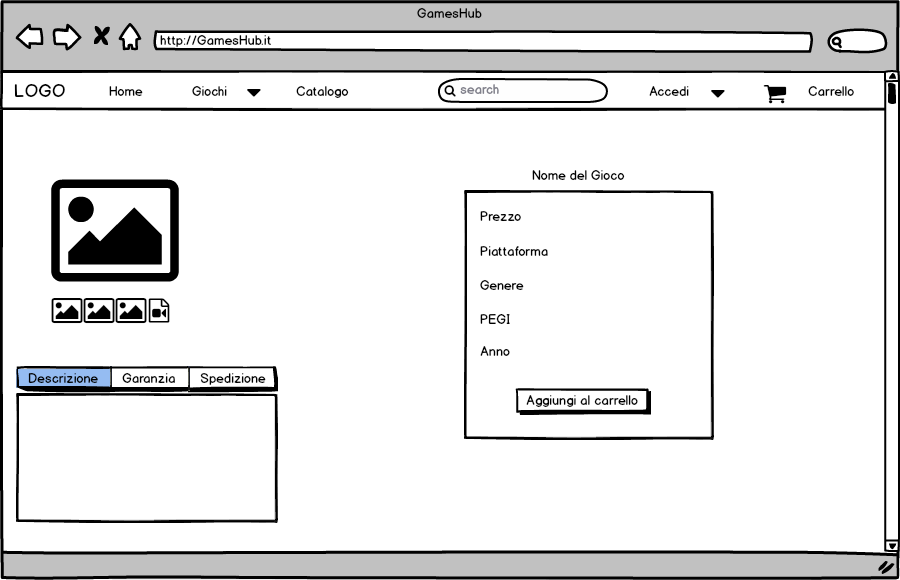 GamesHub
http://GamesHub.it
LOGO Home Giochi Catalogo search Accedi Carrello
Nome del Gioco
Prezzo
Piattaforma
Genere
PEGI
Anno
Aggiungi al carrello
Descrizione Garanzia Spedizione